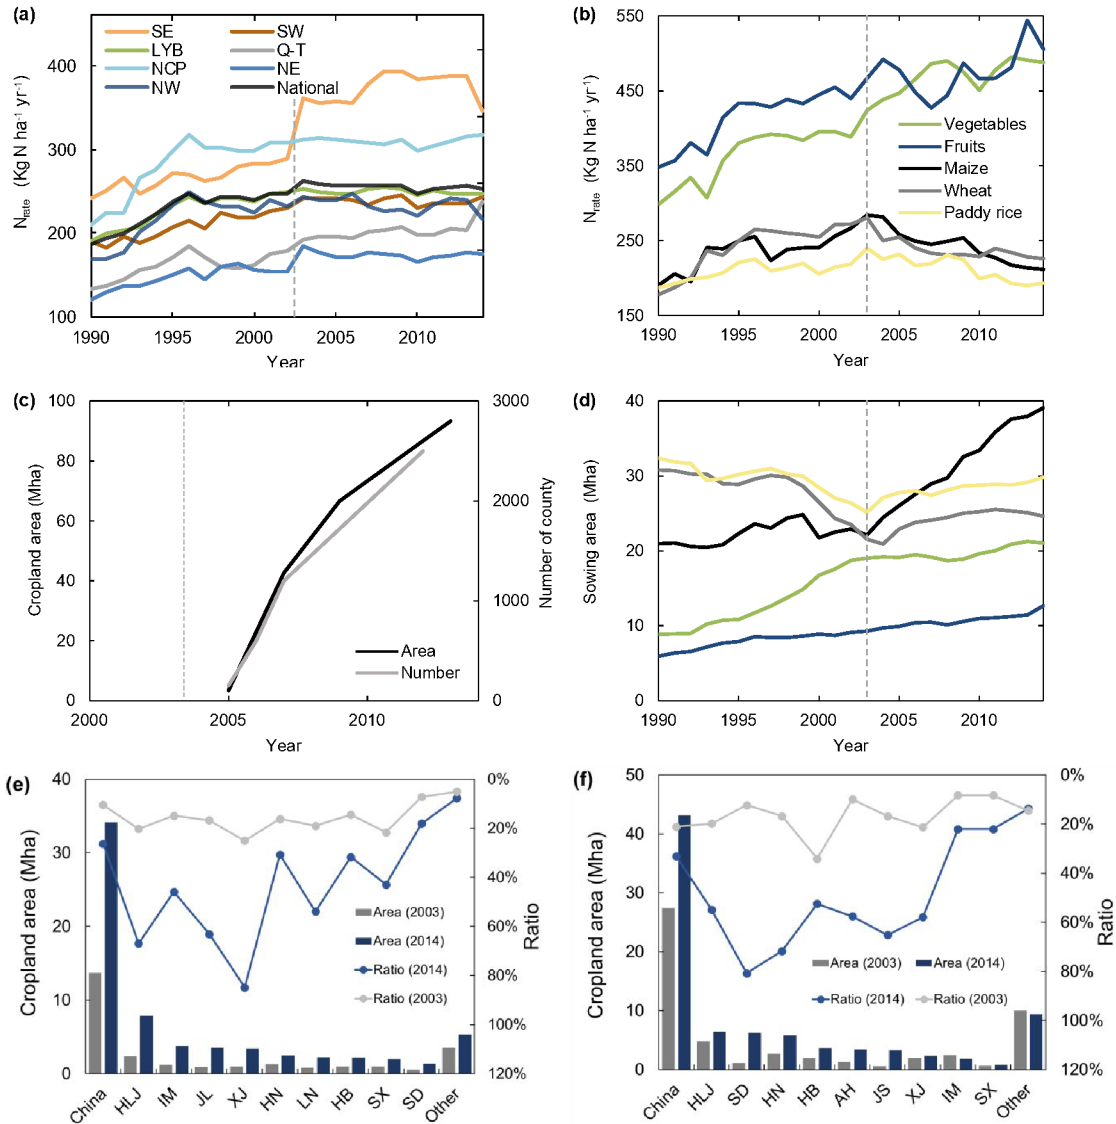 (a)
SE
SW
LYB
Q-T
NCP
NE
NW
National
Nrate (Kg N ha⁻¹ yr⁻¹)
400
300
200
100
1990
1995
2000
2005
2010
Year
(b)
Nrate (Kg N ha⁻¹ yr⁻¹)
550
450
350
250
150
Vegetables
Fruits
Maize
Wheat
Paddy rice
1990
1995
2000
2005
2010
Year
(c)
Cropland area (Mha)
100
80
60
40
20
0
3000
2000
1000
0
Number of county
Area
Number
2000
2005
2010
Year
(d)
Sowing area (Mha)
40
30
20
10
0
1990
1995
2000
2005
2010
Year
(e)
Cropland area (Mha)
40
30
20
10
0
0%
20%
40%
60%
80%
100%
120%
Ratio
Area (2003)
Area (2014)
Ratio (2014)
Ratio (2003)
China
HLJ
IM
JL
XJ
HN
LN
HB
SX
SD
Other
(f)
Cropland area (Mha)
50
40
30
20
10
0
0%
20%
40%
60%
80%
100%
120%
Ratio
Area (2003)
Area (2014)
Ratio (2014)
Ratio (2003)
China
HLJ
SD
HN
HB
AH
JS
XJ
IM
SX
Other